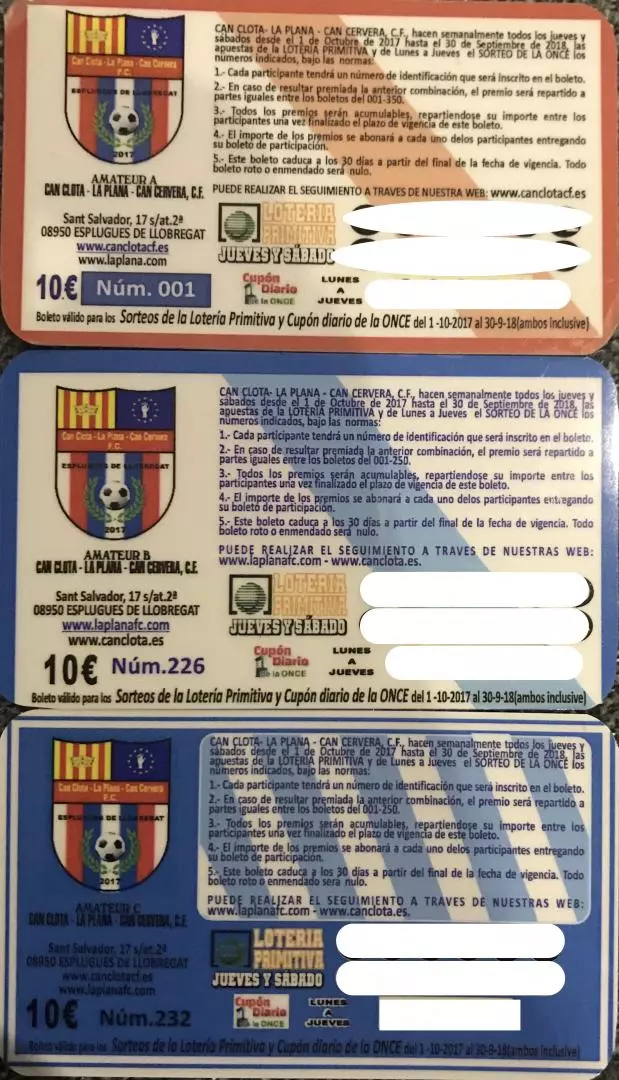 Can Clota - La Plana - Can Cervera
F.C.
ESPLUGUES DE LLOBREGAT
2017
AMATEUR A
CAN CLOTA - LA PLANA - CAN CERVERA, C.F.
Sant Salvador, 17 s/at.2ª
08950 ESPLUGUES DE LLOBREGAT
www.canclotacf.es
www.laplana.com
10€ Núm. 001
CAN CLOTA- LA PLANA - CAN CERVERA, C.F., hacen semanalmente todos los jueves y
sábados desde el 1 de Octubre de 2017 hasta el 30 de Septiembre de 2018, las
apuestas de la LOTERIA PRIMITIVA y de Lunes a Jueves el SORTEO DE LA ONCE los
números indicados, bajo las normas:
1.- Cada participante tendrá un número de identificación que será inscrito en el boleto.
2.- En caso de resultar premiada la anterior combinación, el premio será repartido a
partes iguales entre los boletos del 001-350.
3.- Todos los premios serán acumulables, repartiendose su importe entre los
participantes una vez finalizado el plazo de vigencia de este boleto.
4.- El importe de los premios se abonará a cada uno delos participantes entregando
su boleto de participación.
5.- Este boleto caduca a los 30 días a partir del final de la fecha de vigencia. Todo
boleto roto o enmendado será nulo.
PUEDE REALIZAR EL SEGUIMIENTO A TRAVES DE NUESTRA WEB: www.canclotacf.es
LOTERIA
PRIMITIVA
JUEVES Y SÁBADO
Cupón
Diario
de la ONCE
LUNES
A
JUEVES
Boleto válido para los Sorteos de la Lotería Primitiva y Cupón diario de la ONCE del 1 -10-2017 al 30-9-18(ambos inclusive)
Can Clota - La Plana - Can Cervera
F.C.
ESPLUGUES DE LLOBREGAT
2017
AMATEUR B
CAN CLOTA - LA PLANA - CAN CERVERA, C.F.
Sant Salvador, 17 s/at.2ª
08950 ESPLUGUES DE LLOBREGAT
www.laplanafc.com
www.canclota.es
10€ Núm.226
CAN CLOTA- LA PLANA - CAN CERVERA, C.F., hacen semanalmente todos los jueves y
sábados desde el 1 de Octubre de 2017 hasta el 30 de Septiembre de 2018, las
apuestas de la LOTERIA PRIMITIVA y de Lunes a Jueves el SORTEO DE LA ONCE los
números indicados, bajo las normas:
1.- Cada participante tendrá un número de identificación que será inscrito en el boleto.
2.- En caso de resultar premiada la anterior combinación, el premio será repartido a
partes iguales entre los boletos del 001-250.
3.- Todos los premios serán acumulables, repartiendose su importe entre los
participantes una vez finalizado el plazo de vigencia de este boleto.
4.- El importe de los premios se abonará a cada uno delos participantes entregando
su boleto de participación.
5.- Este boleto caduca a los 30 días a partir del final de la fecha de vigencia. Todo
boleto roto o enmendado será nulo.
PUEDE REALIZAR EL SEGUIMIENTO A TRAVES DE NUESTRAS WEB:
www.laplanafc.com - www.canclota.es.
LOTERIA
PRIMITIVA
JUEVES Y SÁBADO
Cupón
Diario
de la ONCE
LUNES
A
JUEVES
Boleto válido para los Sorteos de la Lotería Primitiva y Cupón diario de la ONCE del 1 -10-2017 al 30-9-18(ambos inclusive)
Can Clota - La Plana - Can Cervera
F.C.
ESPLUGUES DE LLOBREGAT
2017
AMATEUR C
CAN CLOTA - LA PLANA - CAN CERVERA, C.F.
Sant Salvador, 17 s/at.2ª
08950 ESPLUGUES DE LLOBREGAT
www.canclotacf.es
www.laplanafc.com
10€ Núm.232
CAN CLOTA- LA PLANA - CAN CERVERA, C.F., hacen semanalmente todos los jueves y
sábados desde el 1 de Octubre de 2017 hasta el 30 de Septiembre de 2018, las
apuestas de la LOTERIA PRIMITIVA y de Lunes a Jueves el SORTEO DE LA ONCE los
números indicados, bajo las normas:
1.- Cada participante tendrá un número de identificación que será inscrito en el boleto.
2.- En caso de resultar premiada la anterior combinación, el premio será repartido a
partes iguales entre los boletos del 001-250.
3.- Todos los premios serán acumulables, repartiendose su importe entre los
participantes una vez finalizado el plazo de vigencia de este boleto.
4.- El importe de los premios se abonará a cada uno delos participantes entregando
su boleto de participación.
5.- Este boleto caduca a los 30 días a partir del final de la fecha de vigencia. Todo
boleto roto o enmendado será nulo.
PUEDE REALIZAR EL SEGUIMIENTO A TRAVES DE NUESTRAS WEB:
www.laplanafc.com - www.canclota.es.
LOTERIA
PRIMITIVA
JUEVES Y SÁBADO
Cupón
Diario
de la ONCE
LUNES
A
JUEVES
Boleto válido para los Sorteos de la Lotería Primitiva y Cupón diario de la ONCE del 1 -10-2017 al 30-9-18(ambos inclusive)